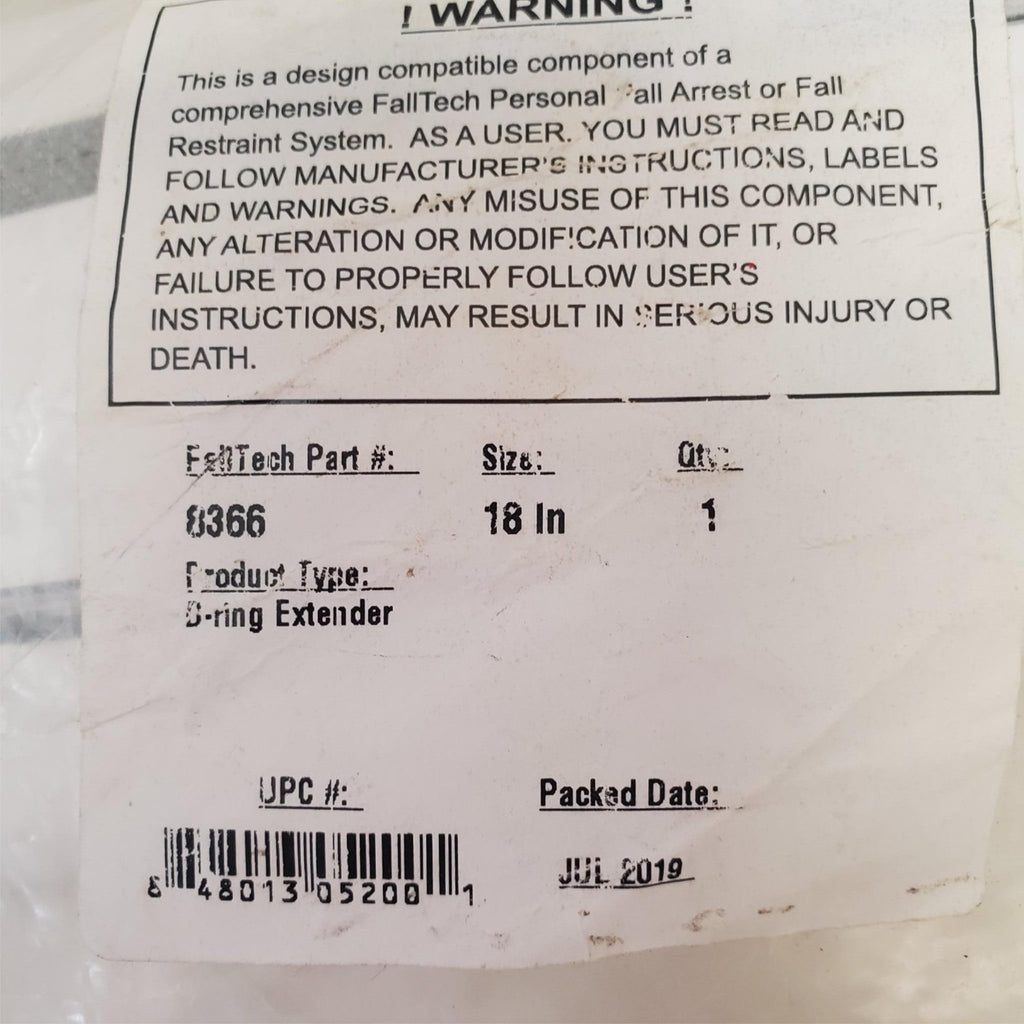 ! WARNING !
This is a design compatible component of a
comprehensive FallTech Personal Fall Arrest or Fall
Restraint System. AS A USER. YOU MUST READ AND
FOLLOW MANUFACTURER'S INSTRUCTIONS, LABELS
AND WARNINGS. ANY MISUSE OF THIS COMPONENT,
ANY ALTERATION OR MODIFICATION OF IT, OR
FAILURE TO PROPERLY FOLLOW USER'S
INSTRUCTIONS, MAY RESULT IN SERIOUS INJURY OR
DEATH.
FallTech Part #: Size: Qty:
8366 18 In 1
Product Type:
D-ring Extender
UPC #: Packed Date:
8 48013 05200 1
JUL 2019